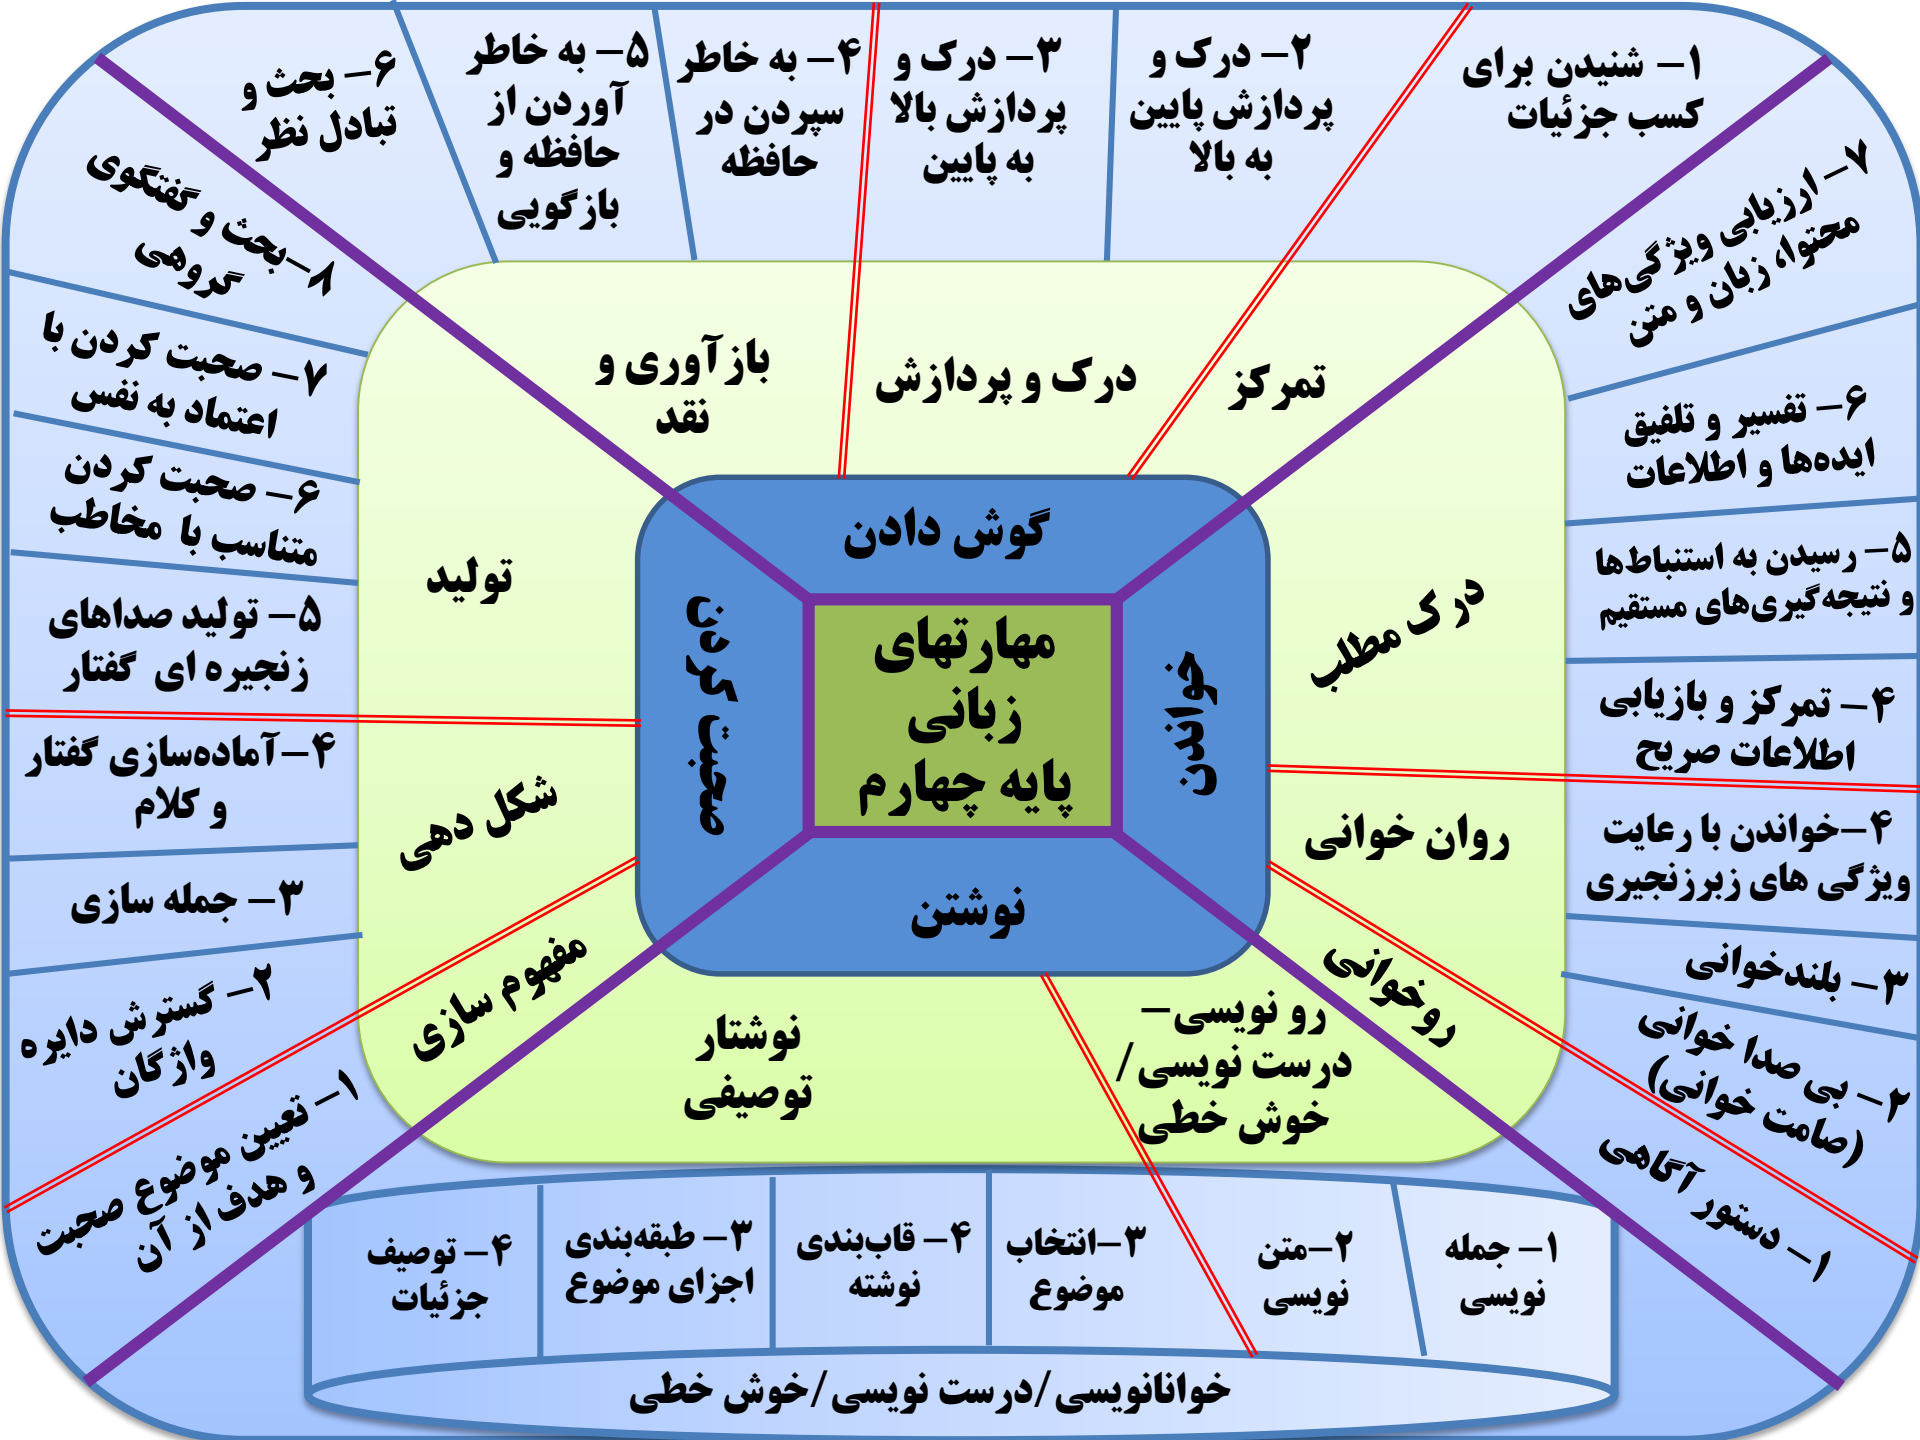 مهارتهای
زبانی
پایه چهارم
گوش دادن
خواندن
نوشتن
صحبت کردن
تمرکز
درک و پردازش
بازآوری و
نقد
۱- شنیدن برای
کسب جزئیات
۲- درک و
پردازش پایین
به بالا
۳- درک و
پردازش بالا
به پایین
۴- به خاطر
سپردن در
حافظه
۵- به خاطر
آوردن از
حافظه و
بازگویی
۶- بحث و
تبادل نظر
مفهوم سازی
شکل دهی
تولید
۱- تعیین موضوع صحبت
و هدف از آن
۲- گسترش دایره
واژگان
۳- جمله سازی
۴-آماده‌سازی گفتار
و کلام
۵- تولید صداهای
زنجیره ای گفتار
۶- صحبت کردن
متناسب با مخاطب
۷- صحبت کردن با
اعتماد به نفس
۸-بحث و گفتگوی
گروهی
روخوانی
روان خوانی
درک مطلب
۱- دستور آگاهی
۲- بی صدا خوانی
(صامت خوانی)
۳- بلندخوانی
۴-خواندن با رعایت
ویژگی های زبرزنجیری
۴- تمرکز و بازیابی
اطلاعات صریح
۵- رسیدن به استنباط‌ها
و نتیجه‌گیری‌های مستقیم
۶- تفسیر و تلفیق
ایده‌ها و اطلاعات
۷- ارزیابی ویژگی‌های
محتوا، زبان و متن
رو نویسی-
درست نویسی/
خوش خطی
نوشتار
توصیفی
۱- جمله
نویسی
۲-متن
نویسی
۳-انتخاب
موضوع
۴- قاب‌بندی
نوشته
۳- طبقه‌بندی
اجزای موضوع
۴- توصیف
جزئیات
خوانانویسی/درست نویسی/خوش خطی